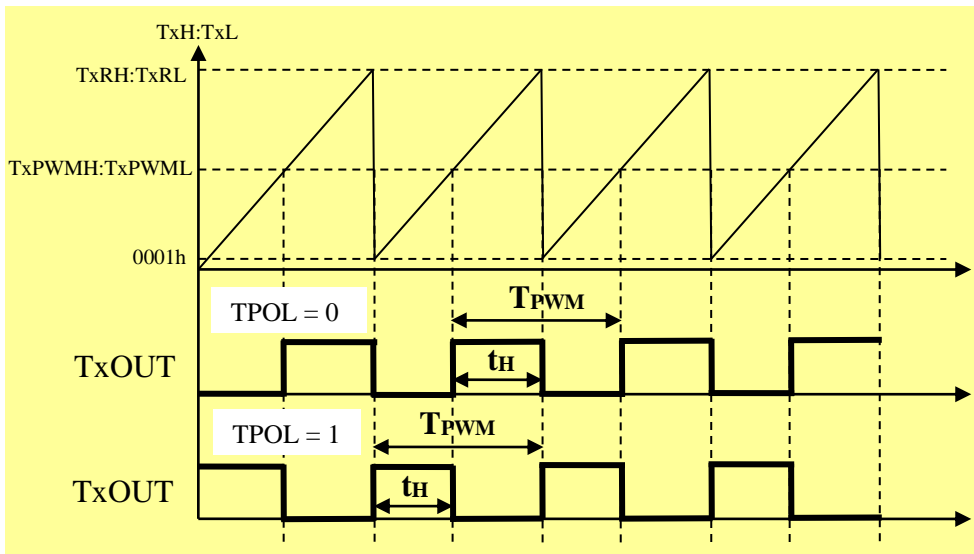 TxH:TxL
TxRH:TxRL
TxPWMH:TxPWML
0001h
TPOL = 0
TPWM
TxOUT
tH
TPOL = 1
TPWM
TxOUT
tH